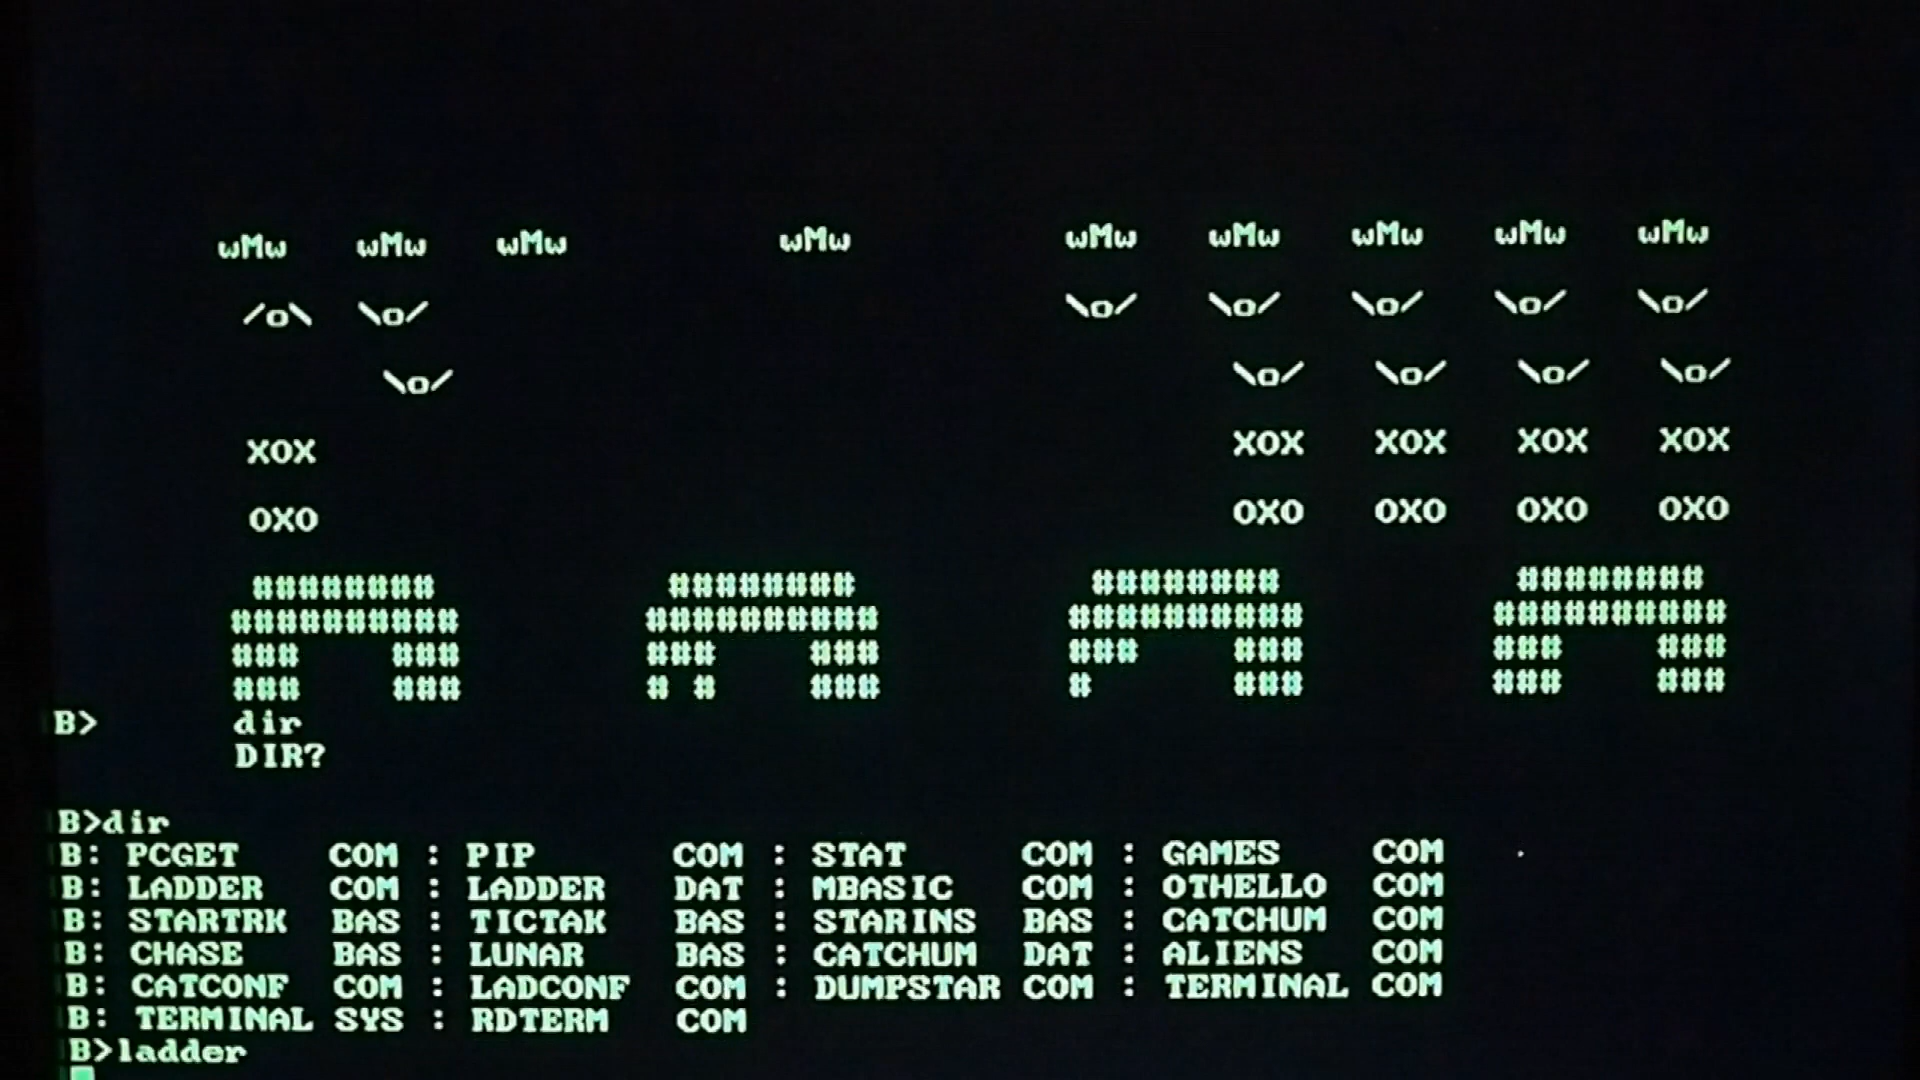 wMw wMw wMw wMw wMw wMw wMw wMw wMw
/o\ \o/ \o/ \o/ \o/ \o/ \o/
\o/ \o/ \o/ \o/ \o/
XOX XOX XOX XOX XOX
OXO OXO OXO OXO OXO
######## ######## ######## ########
########## ########## ########## ##########
### ### ### ### ### ### ### ###
### ### # # ### # ### ### ###
B> dir
DIR?
B>dir
B: PCGET COM : PIP COM : STAT COM : GAMES COM
B: LADDER COM : LADDER DAT : MBASIC COM : OTHELLO COM
B: STARTRK BAS : TICTAK BAS : STARINS BAS : CATCHUM COM
B: CHASE BAS : LUNAR BAS : CATCHUM DAT : ALIENS COM
B: CATCONF COM : LADCONF COM : DUMPSTAR COM : TERMINAL COM
B: TERMINAL SYS : RDTERM COM
B>ladder